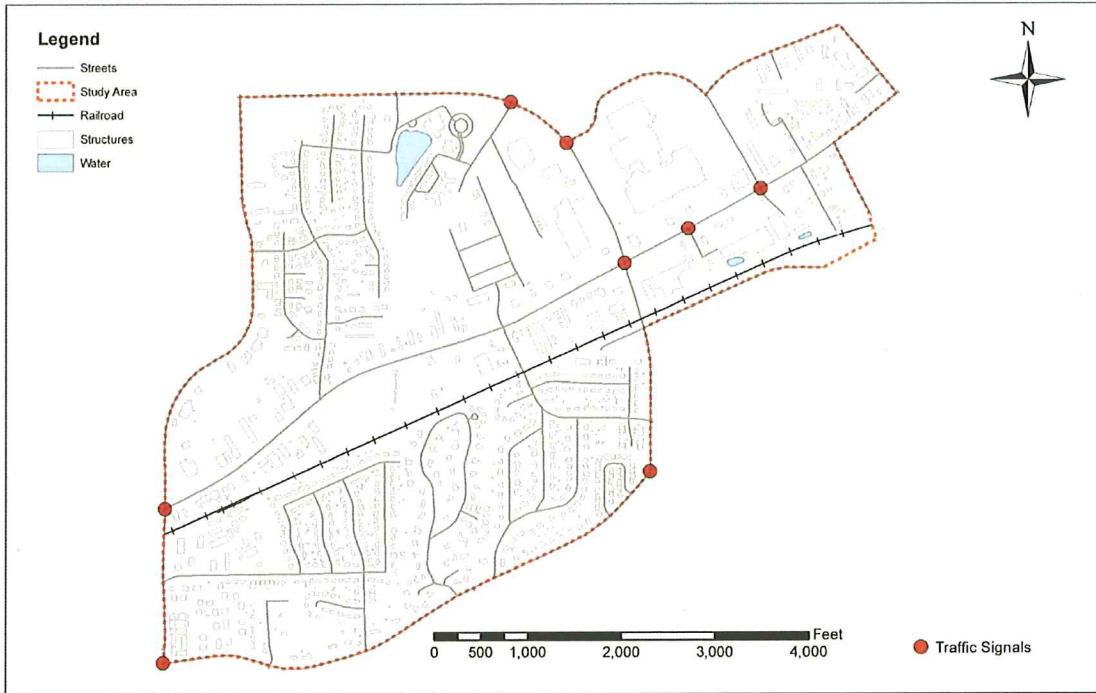 Legend
Streets
Study Area
Railroad
Structures
Water
N
Feet
0 500 1,000 2,000 3,000 4,000
Traffic Signals